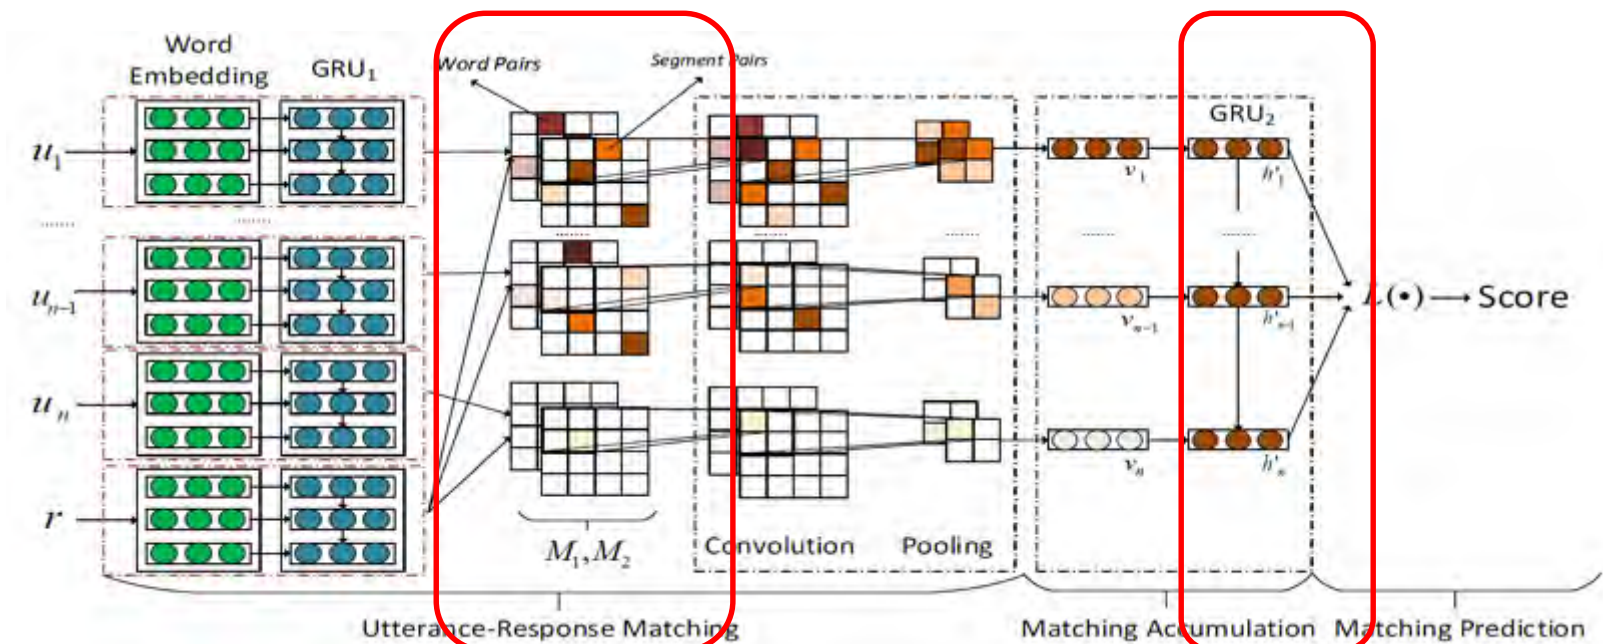 Word
Embedding
GRU₁
Word Pairs
Segment Pairs
GRU₂
u₁
v₁
h'₁
.......
uₙ₋₁
vₙ₋₁
h'ₙ₋₁
L(•)
Score
uₙ
vₙ
h'ₙ
r
M₁, M₂
Convolution
Pooling
Utterance-Response Matching
Matching Accumulation
Matching Prediction